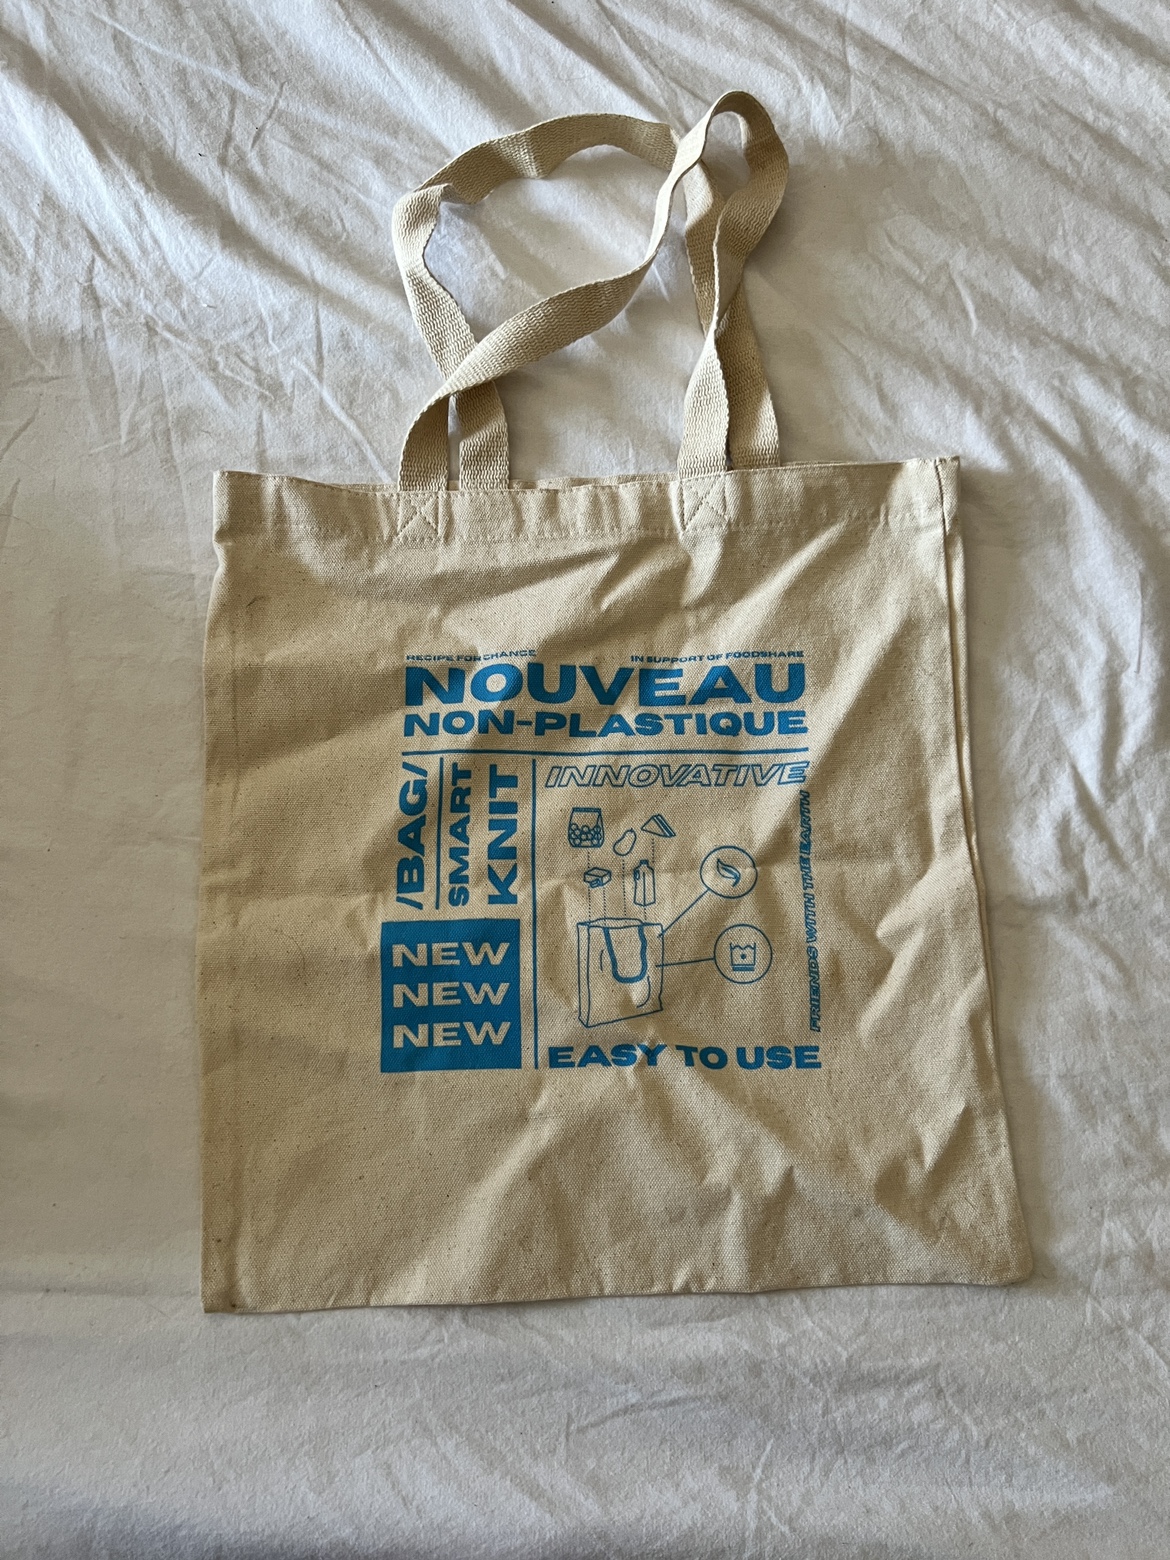 RECIPE FOR CHANGE
IN SUPPORT OF FOODSHARE
NOUVEAU
NON-PLASTIQUE
/BAG/
SMART
KNIT
INNOVATIVE
FRIENDS WITH THE EARTH
NEW
NEW
NEW
EASY TO USE